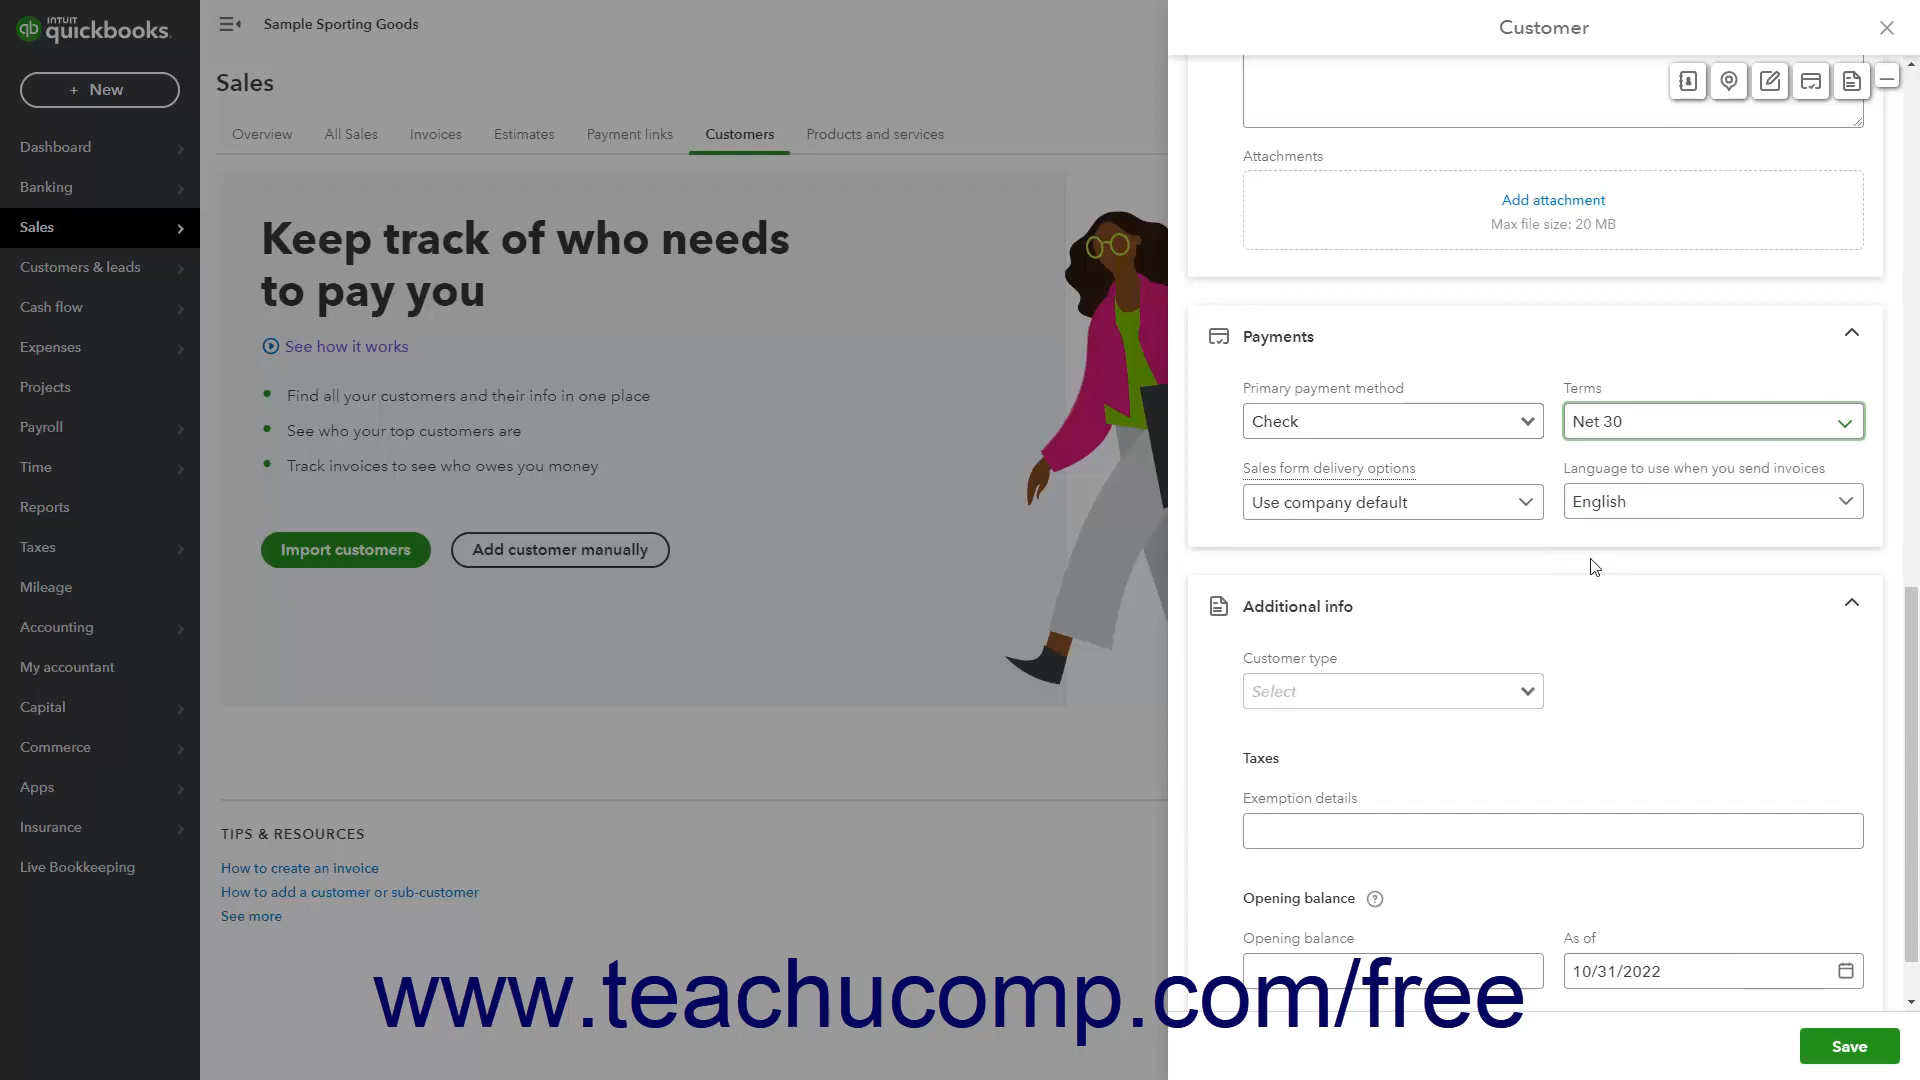 INTUIT
quickbooks.
+ New
Dashboard
Banking
Sales
Customers & leads
Cash flow
Expenses
Projects
Payroll
Time
Reports
Taxes
Mileage
Accounting
My accountant
Capital
Commerce
Apps
Insurance
Live Bookkeeping
Sample Sporting Goods
Sales
Overview
All Sales
Invoices
Estimates
Payment links
Customers
Products and services
Keep track of who needs
to pay you
See how it works
Find all your customers and their info in one place
See who your top customers are
Track invoices to see who owes you money
Import customers
Add customer manually
TIPS & RESOURCES
How to create an invoice
How to add a customer or sub-customer
See more
Customer
Attachments
Add attachment
Max file size: 20 MB
Payments
Primary payment method
Terms
Check
Net 30
Sales form delivery options
Language to use when you send invoices
Use company default
English
Additional info
Customer type
Select
Taxes
Exemption details
Opening balance ?
Opening balance
As of
10/31/2022
www.teachucomp.com/free
Save